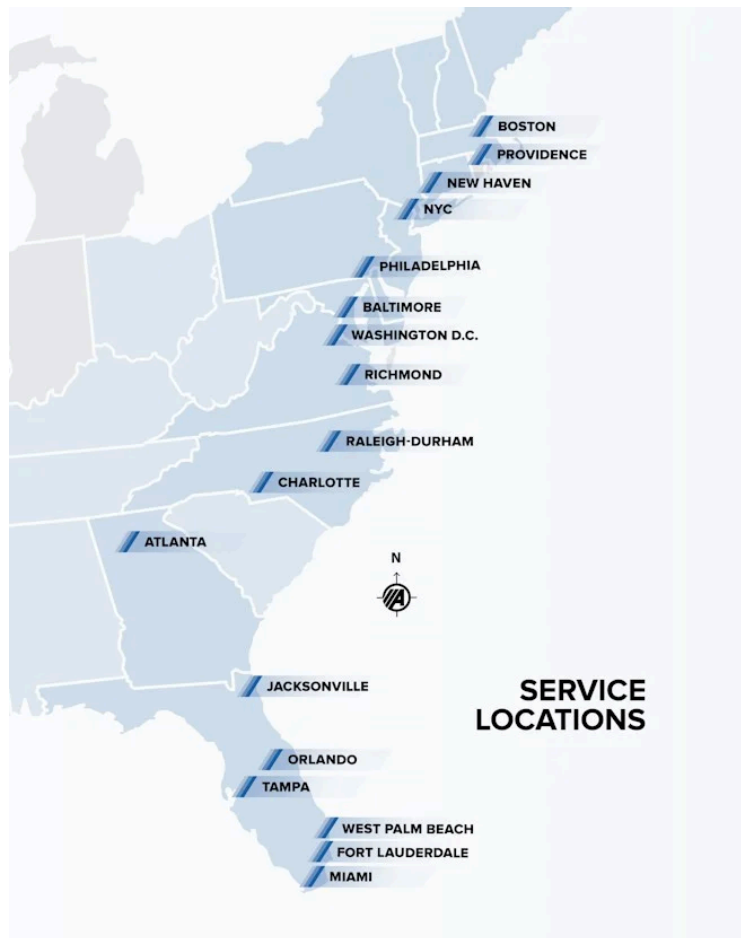 BOSTON
PROVIDENCE
NEW HAVEN
NYC
PHILADELPHIA
BALTIMORE
WASHINGTON D.C.
RICHMOND
RALEIGH-DURHAM
CHARLOTTE
ATLANTA
N
JACKSONVILLE
SERVICE
LOCATIONS
ORLANDO
TAMPA
WEST PALM BEACH
FORT LAUDERDALE
MIAMI